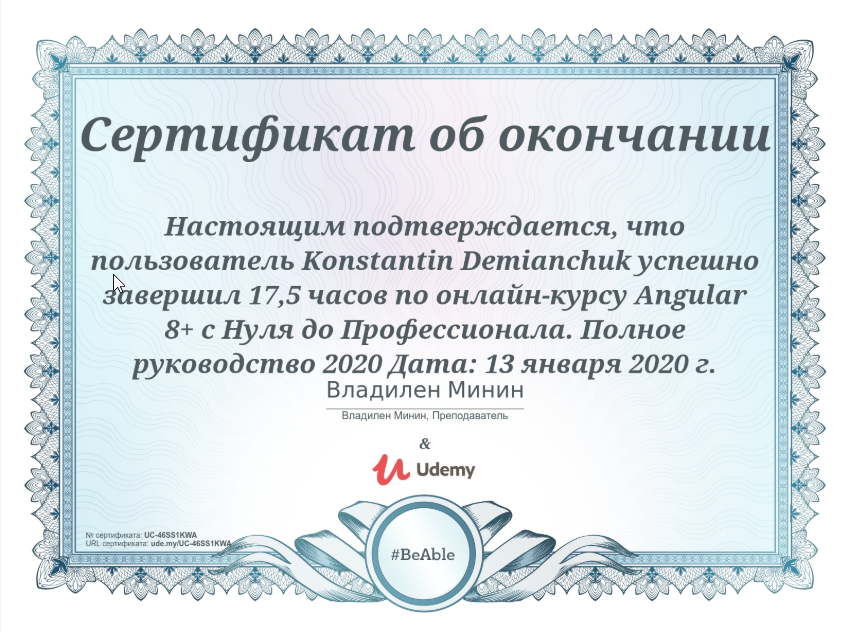 Сертификат об окончании
Настоящим подтверждается, что
пользователь Konstantin Demianchuk успешно
завершил 17,5 часов по онлайн-курсу Angular
8+ с Нуля до Профессионала. Полное
руководство 2020 Дата: 13 января 2020 г.
Владилен Минин
Владилен Минин, Преподаватель
&
Udemy
№ сертификата: UC-46SS1KWA
URL сертификата: ude.my/UC-46SS1KWA
#BeAble